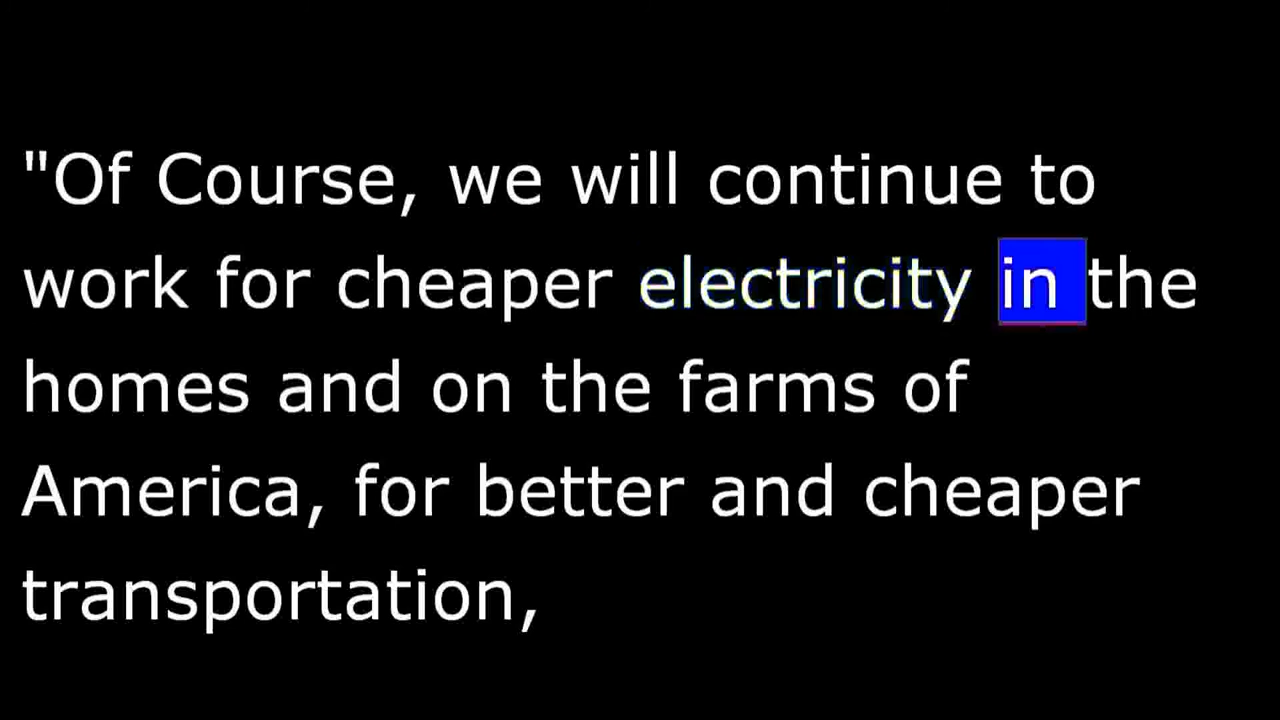 "Of Course, we will continue to
work for cheaper electricity in the
homes and on the farms of
America, for better and cheaper
transportation,